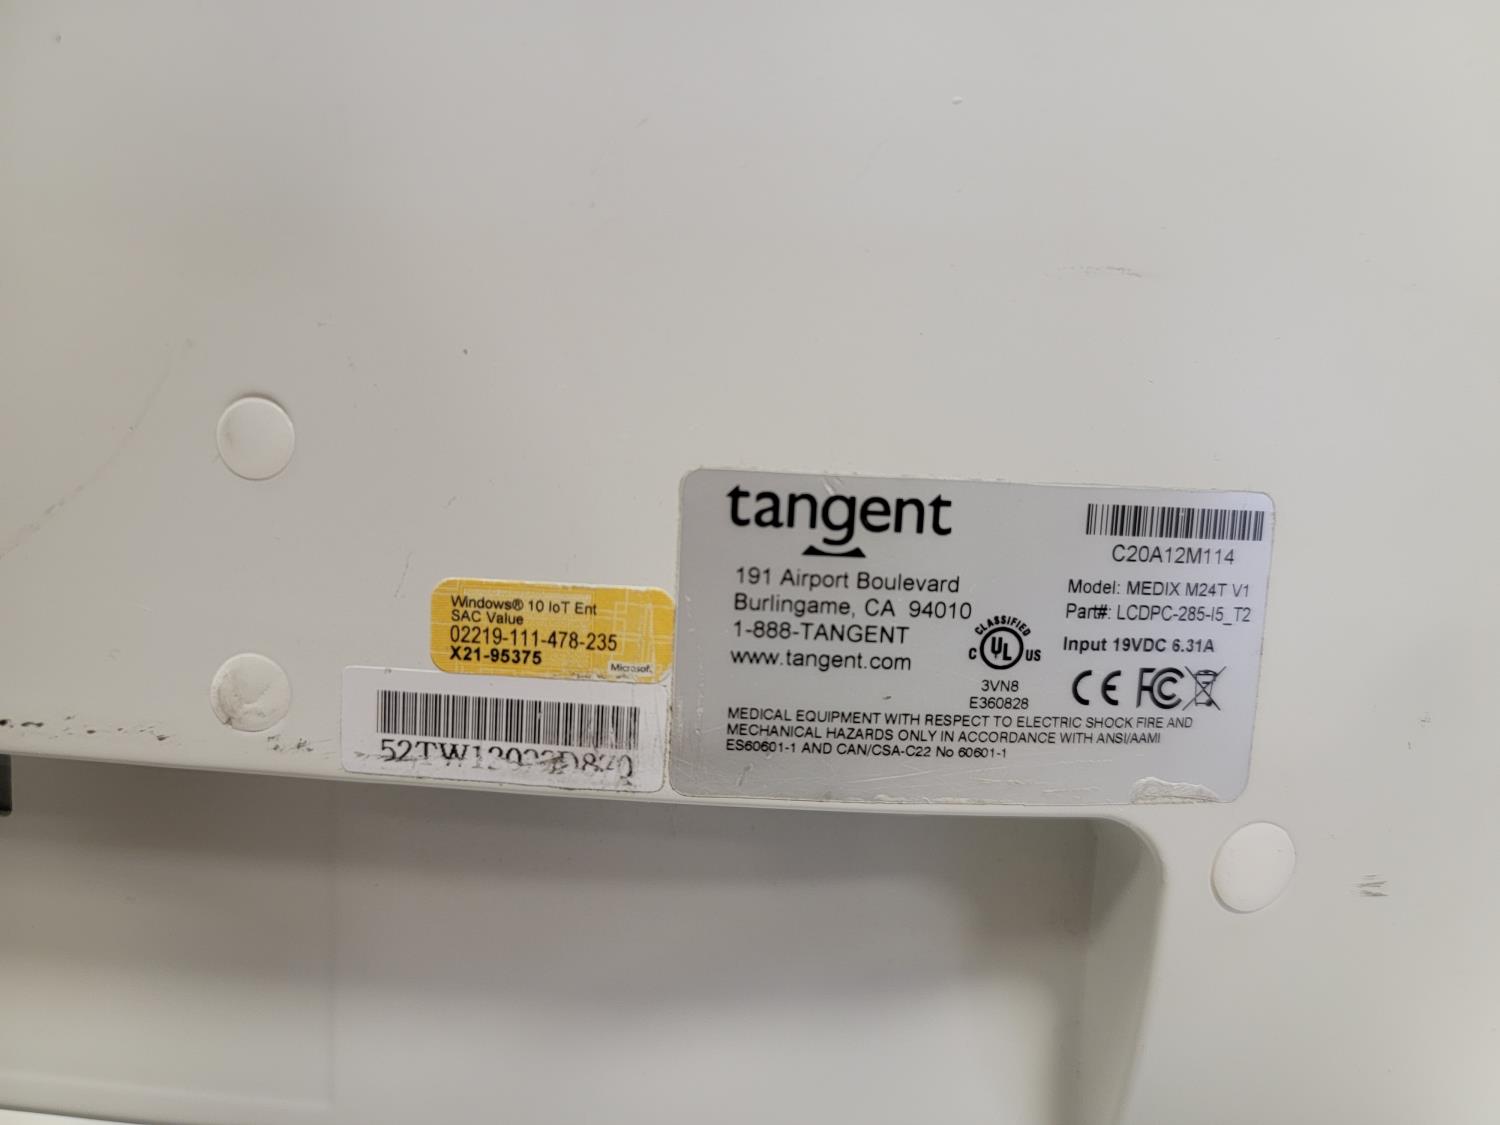 tangent
191 Airport Boulevard
Burlingame, CA 94010
1-888-TANGENT
www.tangent.com
C20A12M114
Model: MEDIX M24T V1
Part#: LCDPC-285-I5_T2
Input 19VDC 6.31A
CLASSIFIED
C UL US
3VN8
E360828
CE FC
MEDICAL EQUIPMENT WITH RESPECT TO ELECTRIC SHOCK FIRE AND
MECHANICAL HAZARDS ONLY IN ACCORDANCE WITH ANSI/AAMI
ES60601-1 AND CAN/CSA-C22 No 60601-1
Windows® 10 IoT Ent
SAC Value
02219-111-478-235
X21-95375
Microsoft